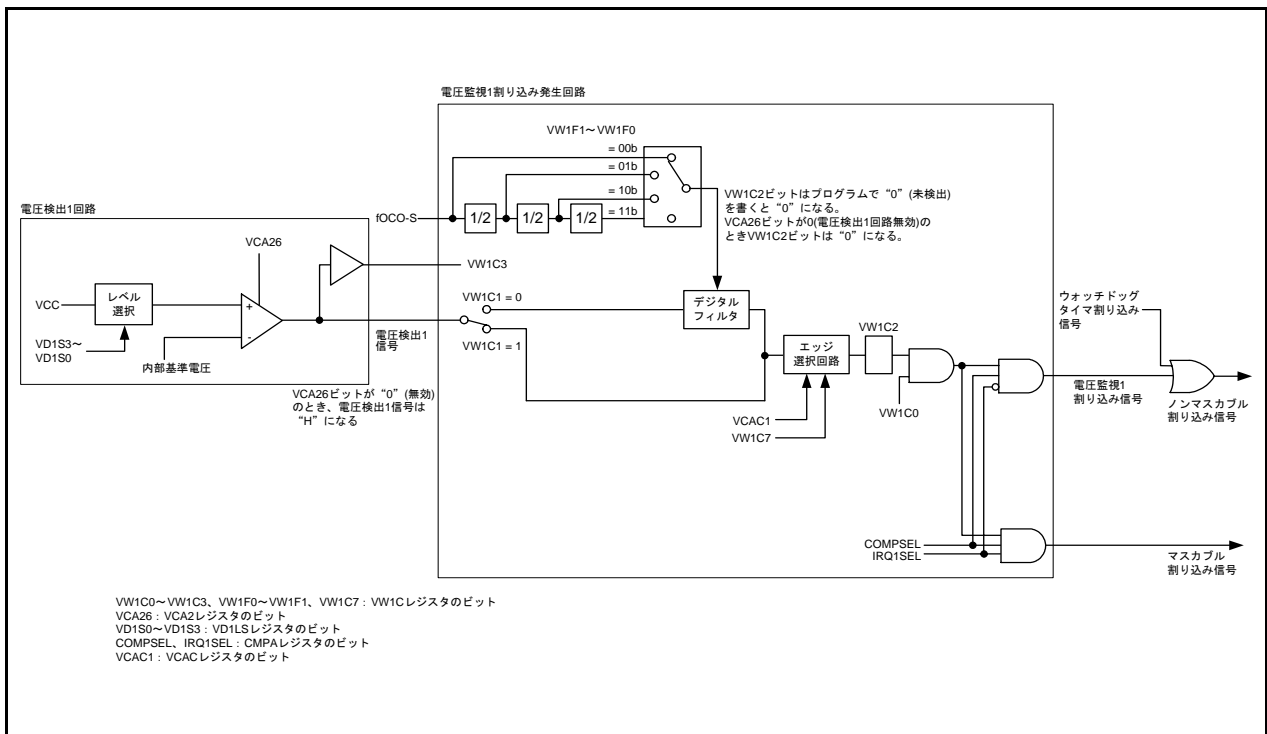 電圧監視1割り込み発生回路
VW1F1～VW1F0
= 00b
= 01b
= 10b
= 11b
fOCO-S
1/2
1/2
1/2
VW1C2ビットはプログラムで“0”(未検出)
を書くと“0”になる。
VCA26ビットが0(電圧検出1回路無効)の
ときVW1C2ビットは“0”になる。
電圧検出1回路
VCA26
VW1C3
VCC
レベル
選択
+
-
VD1S3～
VD1S0
内部基準電圧
電圧検出1
信号
VW1C1 = 0
VW1C1 = 1
デジタル
フィルタ
エッジ
選択回路
VW1C2
VW1C0
VCAC1
VW1C7
VCA26ビットが“0”(無効)
のとき、電圧検出1信号は
“H”になる
ウォッチドッグ
タイマ割り込み
信号
電圧監視1
割り込み信号
ノンマスカブル
割り込み信号
COMPSEL
IRQ1SEL
マスカブル
割り込み信号
VW1C0～VW1C3、VW1F0～VW1F1、VW1C7：VW1Cレジスタのビット
VCA26：VCA2レジスタのビット
VD1S0～VD1S3：VD1LSレジスタのビット
COMPSEL、IRQ1SEL：CMPAレジスタのビット
VCAC1：VCACレジスタのビット